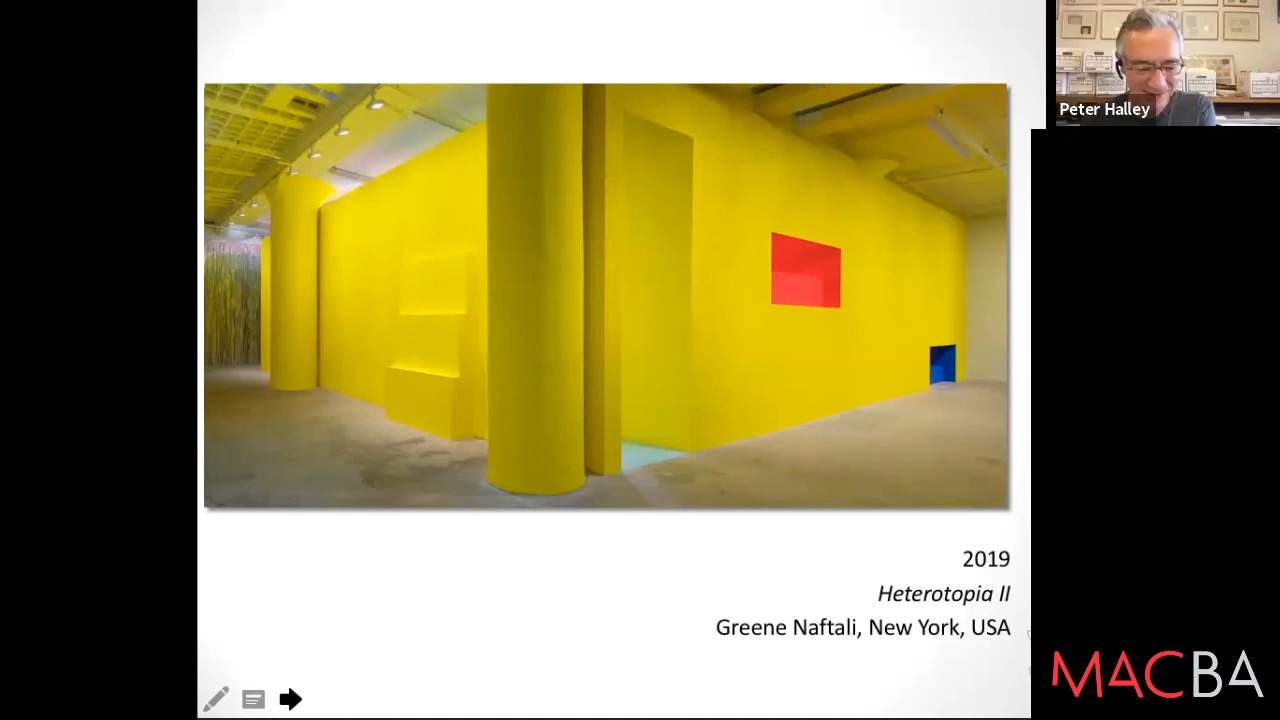 Peter Halley
2019
Heterotopia II
Greene Naftali, New York, USA
MACBA